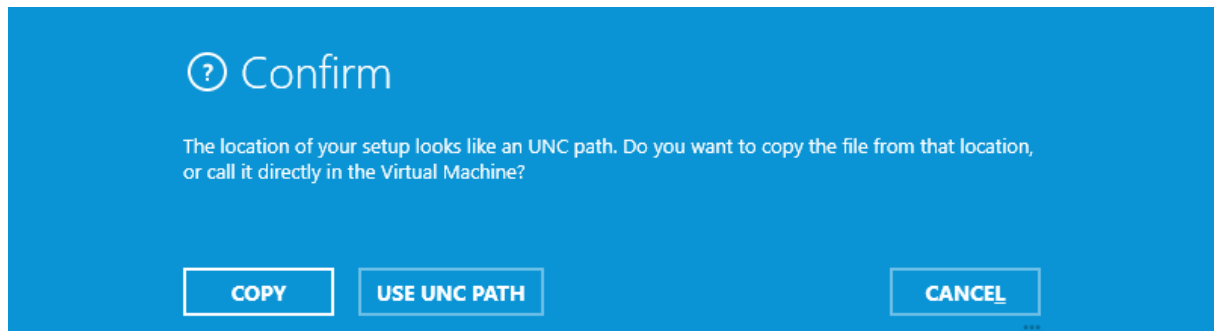 Confirm
The location of your setup looks like an UNC path. Do you want to copy the file from that location,
or call it directly in the Virtual Machine?
COPY USE UNC PATH CANCEL